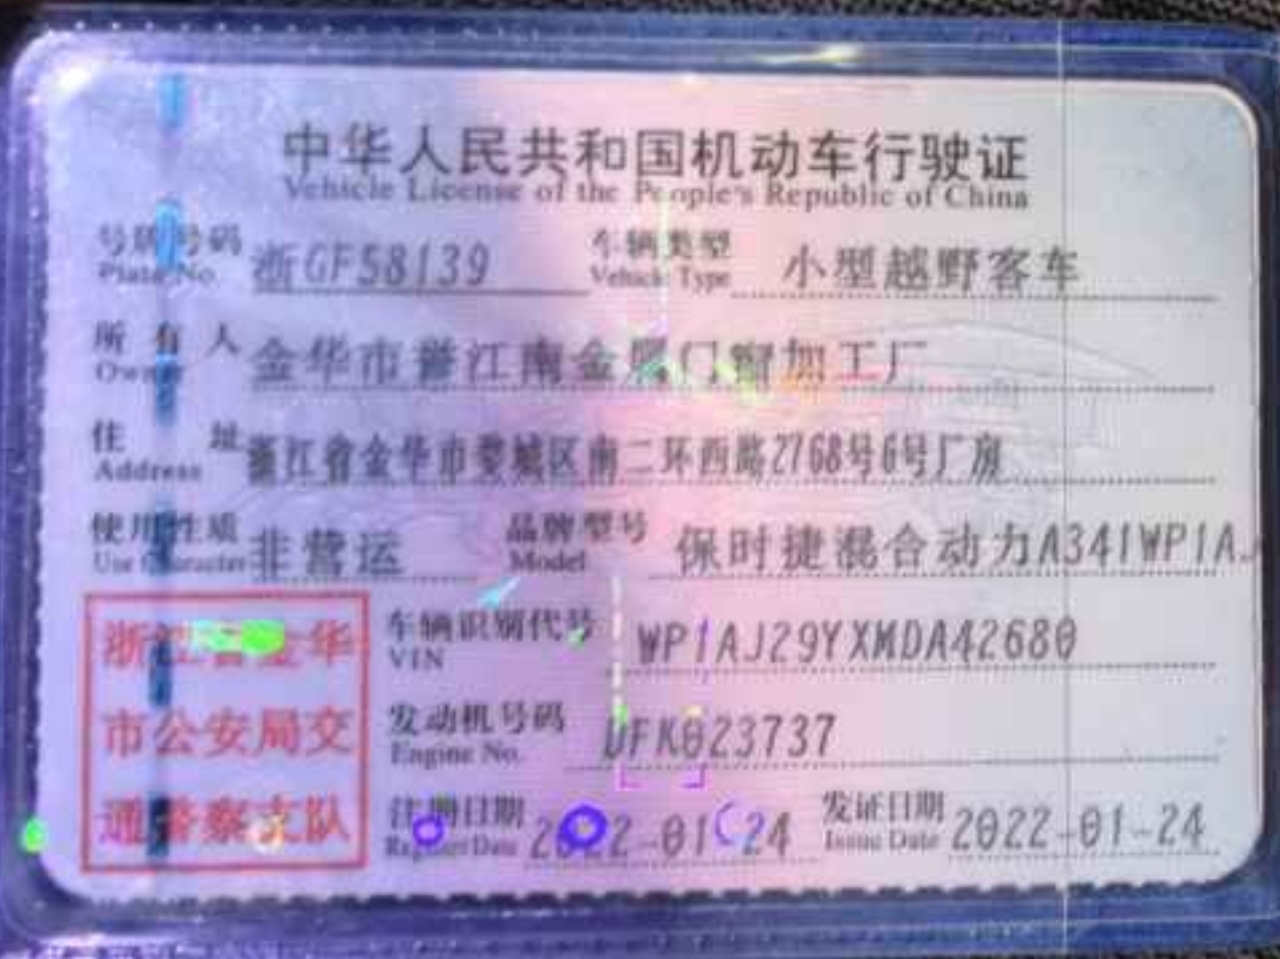 中华人民共和国机动车行驶证
Vehicle License of the People's Republic of China
号牌号码 浙GF58139 车辆类型 小型越野客车
Plate No. Vehicle Type
所有人 金华市誉江南金属门窗加工厂
Owner
住址 浙江省金华市婺城区南二环西路2768号6号厂房
Address
使用性质 非营运 品牌型号 保时捷混合动力A341WP1AJ
Use Character Model
浙江省金华
市公安局交
通警察支队
车辆识别代号 WP1AJ29YXMDA42680
VIN
发动机号码 DFK023737
Engine No.
注册日期 2022-01-24 发证日期 2022-01-24
Register Date Issue Date